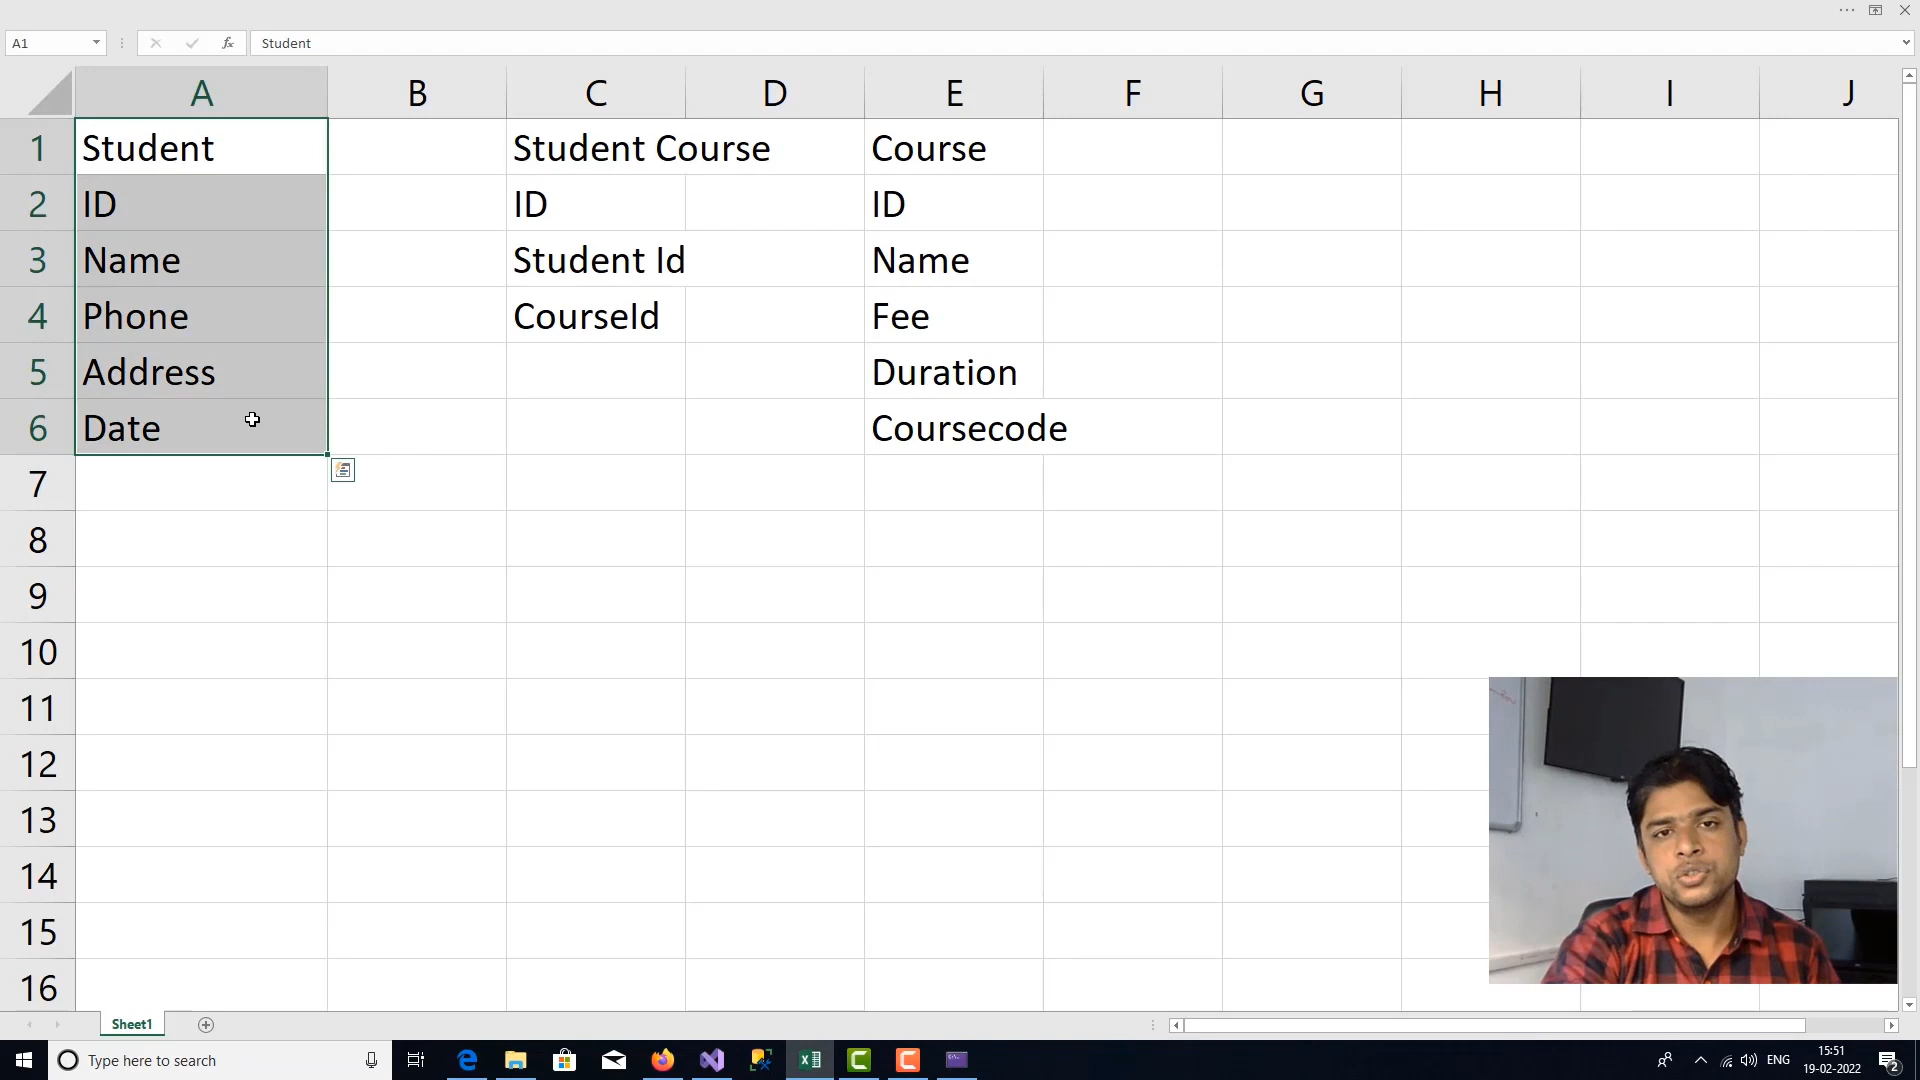 A1
Student
A B C D E F G H I J
1 Student Student Course Course
2 ID ID ID
3 Name Student Id Name
4 Phone CourseId Fee
5 Address Duration
6 Date Coursecode
7
8
9
10
11
12
13
14
15
16
Sheet1
Type here to search
ENG
15:51
19-02-2022
2